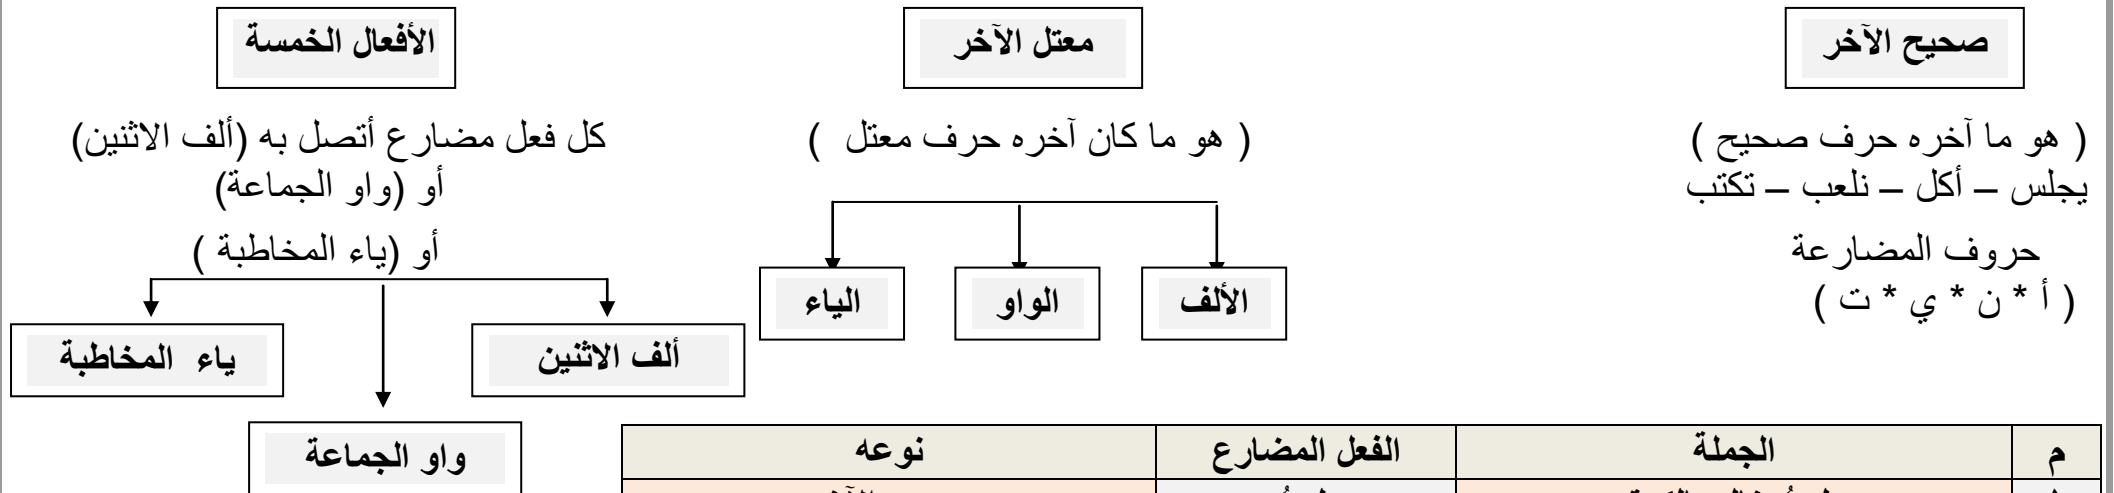 صحيح الآخر
( هو ما آخره حرف صحيح )
يجلس – أكل – نلعب – تكتب
حروف المضارعة
( أ * ن * ي * ت )
معتل الآخر
( هو ما كان آخره حرف معتل )
الألف
الواو
الياء
الأفعال الخمسة
كل فعل مضارع أتصل به (ألف الاثنين)
أو (واو الجماعة)
أو (ياء المخاطبة )
ألف الاثنين
ياء المخاطبة
واو الجماعة
م الجملة الفعل المضارع نوعه